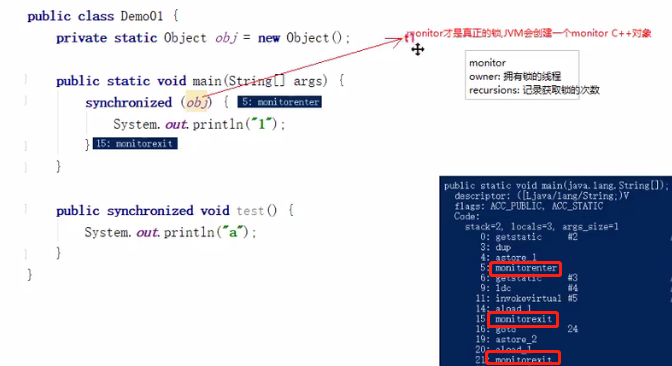 public class Demo01 {
private static Object obj = new Object();
monitor才是真正的锁,JVM会创建一个monitor C++对象
monitor
owner: 拥有锁的线程
recursions: 记录获取锁的次数
public static void main(String[] args) {
synchronized (obj) { 5: monitorenter
System.out.println("1");
} 15: monitorexit
}
public synchronized void test() {
System.out.println("a");
}
}
public static void main(java.lang.String[]);
descriptor: ([Ljava/lang/String;)V
flags: ACC_PUBLIC, ACC_STATIC
Code:
stack=2, locals=3, args_size=1
0: getstatic #2
3: dup
4: astore_1
5: monitorenter
6: getstatic #3
9: ldc #4
11: invokevirtual #5
14: aload_1
15: monitorexit
16: goto 24
19: astore_2
20: aload_1
21: monitorexit